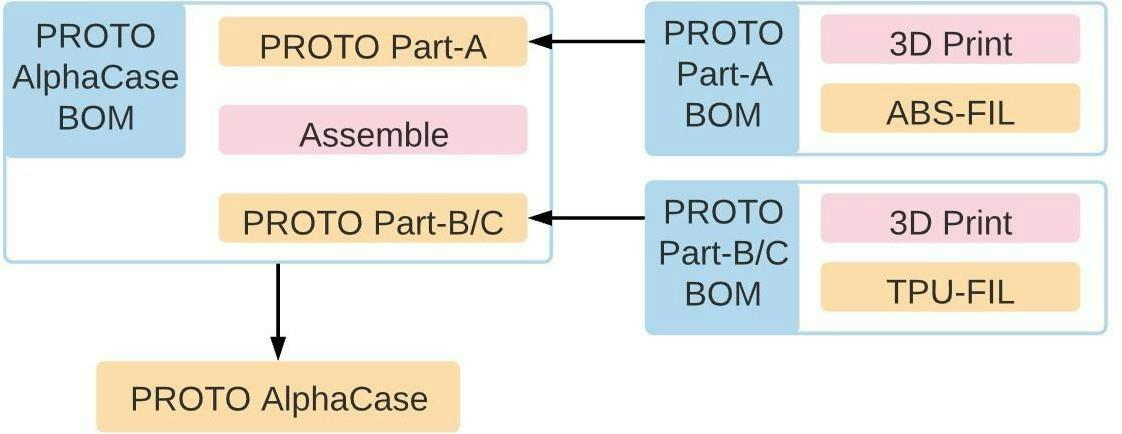 PROTO
AlphaCase
BOM
PROTO Part-A
Assemble
PROTO Part-B/C
PROTO
Part-A
BOM
3D Print
ABS-FIL
PROTO
Part-B/C
BOM
3D Print
TPU-FIL
PROTO AlphaCase